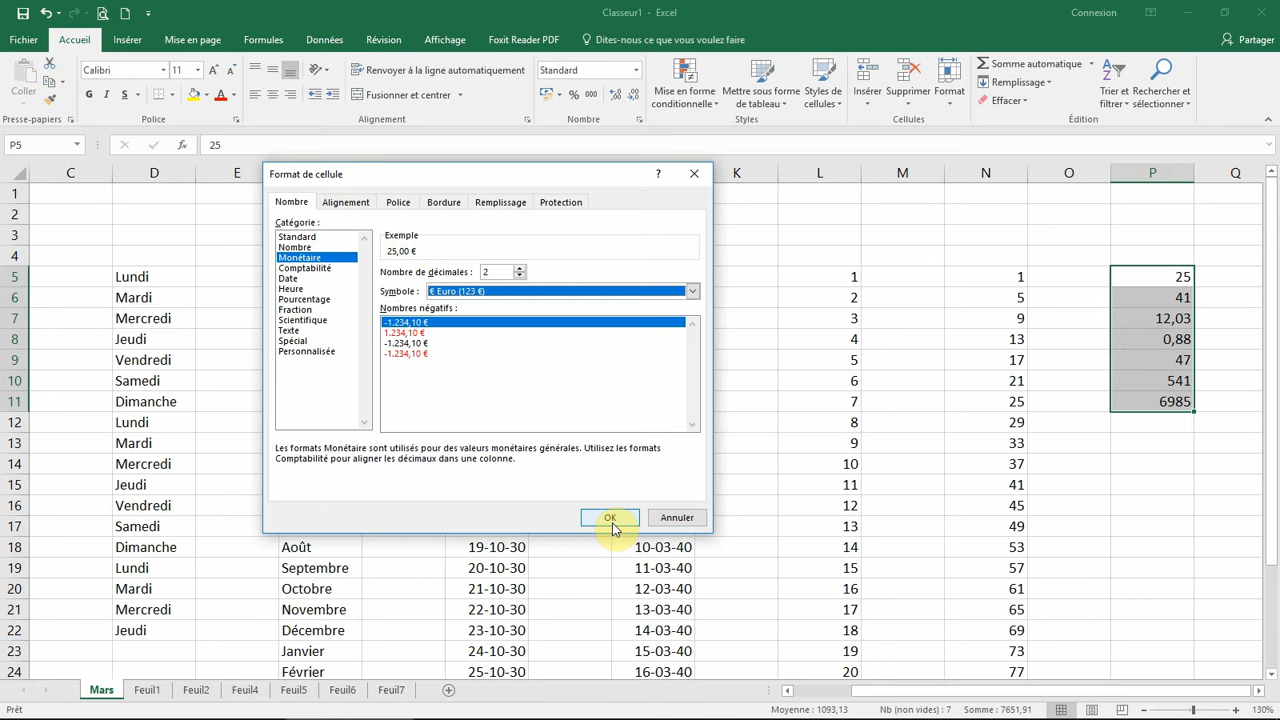 Classeur1 - Excel
Connexion
Fichier Accueil Insérer Mise en page Formules Données Révision Affichage Foxit Reader PDF Dites-nous ce que vous voulez faire Partager
Coller
Presse-papiers
Calibri 11
G I S
Police
Renvoyer à la ligne automatiquement
Fusionner et centrer
Alignement
Standard
% 000
Nombre
Mise en forme conditionnelle
Mettre sous forme de tableau
Styles de cellules
Styles
Insérer Supprimer Format
Cellules
Somme automatique
Remplissage
Effacer
Trier et filtrer
Rechercher et sélectionner
Édition
P5 fx 25
C D E K L M N O P Q
1
2
3
4
5 Lundi 1 1 25
6 Mardi 2 5 41
7 Mercredi 3 9 12,03
8 Jeudi 4 13 0,88
9 Vendredi 5 17 47
10 Samedi 6 21 541
11 Dimanche 7 25 6985
12 Lundi 8 29
13 Mardi 9 33
14 Mercredi 10 37
15 Jeudi 11 41
16 Vendredi 12 45
17 Samedi 13 49
18 Dimanche Août 19-10-30 10-03-40 14 53
19 Lundi Septembre 20-10-30 11-03-40 15 57
20 Mardi Octobre 21-10-30 12-03-40 16 61
21 Mercredi Novembre 22-10-30 13-03-40 17 65
22 Jeudi Décembre 23-10-30 14-03-40 18 69
23 Janvier 24-10-30 15-03-40 19 73
24 Février 25-10-30 16-03-40 20 77
Format de cellule
?
Nombre Alignement Police Bordure Remplissage Protection
Catégorie :
Standard
Nombre
Monétaire
Comptabilité
Date
Heure
Pourcentage
Fraction
Scientifique
Texte
Spécial
Personnalisée
Exemple
25,00 €
Nombre de décimales : 2
Symbole : € Euro (123 €)
Nombres négatifs :
-1.234,10 €
1.234,10 €
-1.234,10 €
-1.234,10 €
Les formats Monétaire sont utilisés pour des valeurs monétaires générales. Utilisez les formats
Comptabilité pour aligner les décimaux dans une colonne.
OK Annuler
Mars Feuil1 Feuil2 Feuil4 Feuil5 Feuil6 Feuil7
Prêt Moyenne : 1093,13 Nb (non vides) : 7 Somme : 7651,91 130%